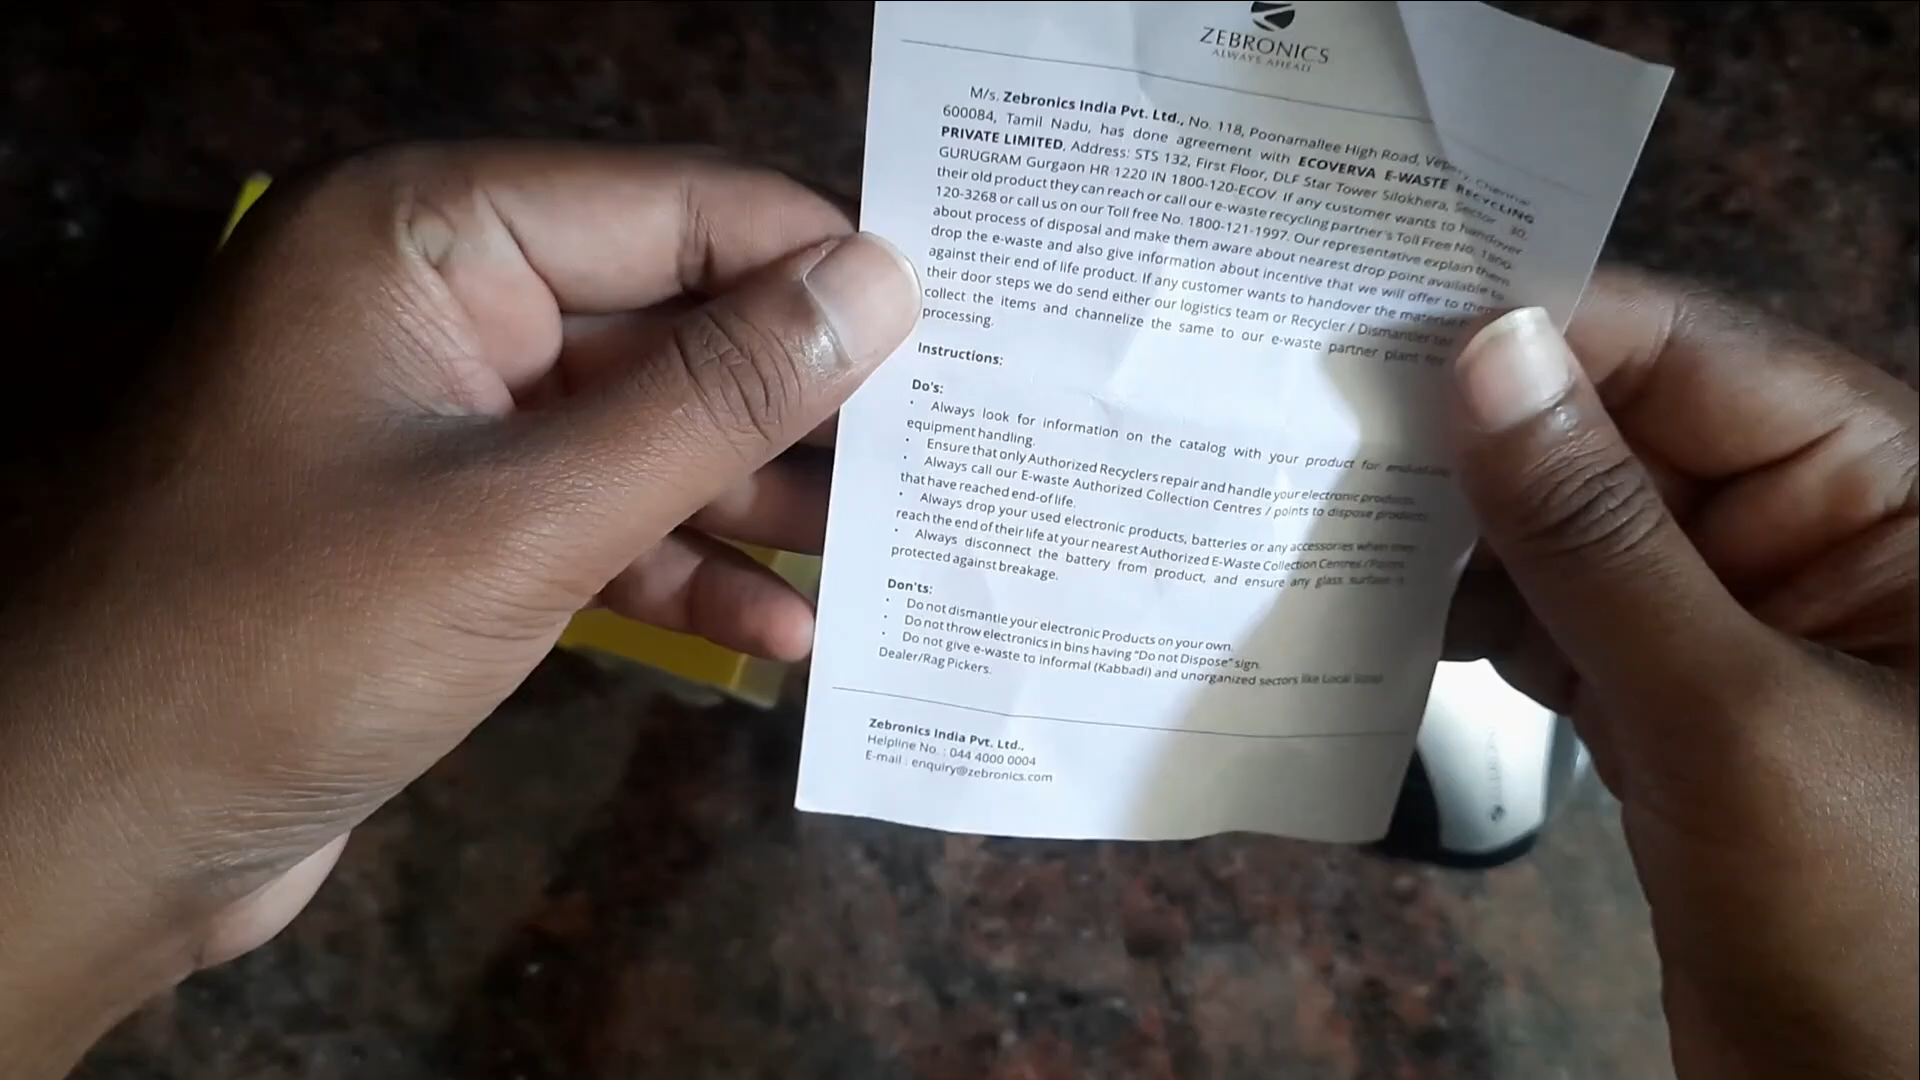 ZEBRONICS
ALWAYS AHEAD
M/s. Zebronics India Pvt. Ltd., No. 118, Poonamallee High Road, Vepery, Chennai
600084, Tamil Nadu, has done agreement with ECOVERVA E-WASTE RECYCLING
PRIVATE LIMITED, Address: STS 132, First Floor, DLF Star Tower Silokhera, Sector 30,
GURUGRAM Gurgaon HR 1220 IN 1800-120-ECOV. If any customer wants to handover
their old product they can reach or call our e-waste recycling partner's Toll Free No. 1800-
120-3268 or call us on our Toll free No. 1800-121-1997. Our representative explain them
about process of disposal and make them aware about nearest drop point available to
drop the e-waste and also give information about incentive that we will offer to them
against their end of life product. If any customer wants to handover the material
their door steps we do send either our logistics team or Recycler / Dismantler to
collect the items and channelize the same to our e-waste partner plant for
processing.
Instructions:
Do's:
• Always look for information on the catalog with your product for end-of-life
equipment handling.
• Ensure that only Authorized Recyclers repair and handle your electronic products.
• Always call our E-waste Authorized Collection Centres / points to dispose products
that have reached end-of life.
• Always drop your used electronic products, batteries or any accessories when they
reach the end of their life at your nearest Authorized E-Waste Collection Centres / Points.
• Always disconnect the battery from product, and ensure any glass surface is
protected against breakage.
Don'ts:
• Do not dismantle your electronic Products on your own.
• Do not throw electronics in bins having "Do not Dispose" sign.
• Do not give e-waste to informal (Kabbadi) and unorganized sectors like Local
Dealer/Rag Pickers.
Zebronics India Pvt. Ltd.,
Helpline No. : 044 4000 0004
E-mail : enquiry@zebronics.com